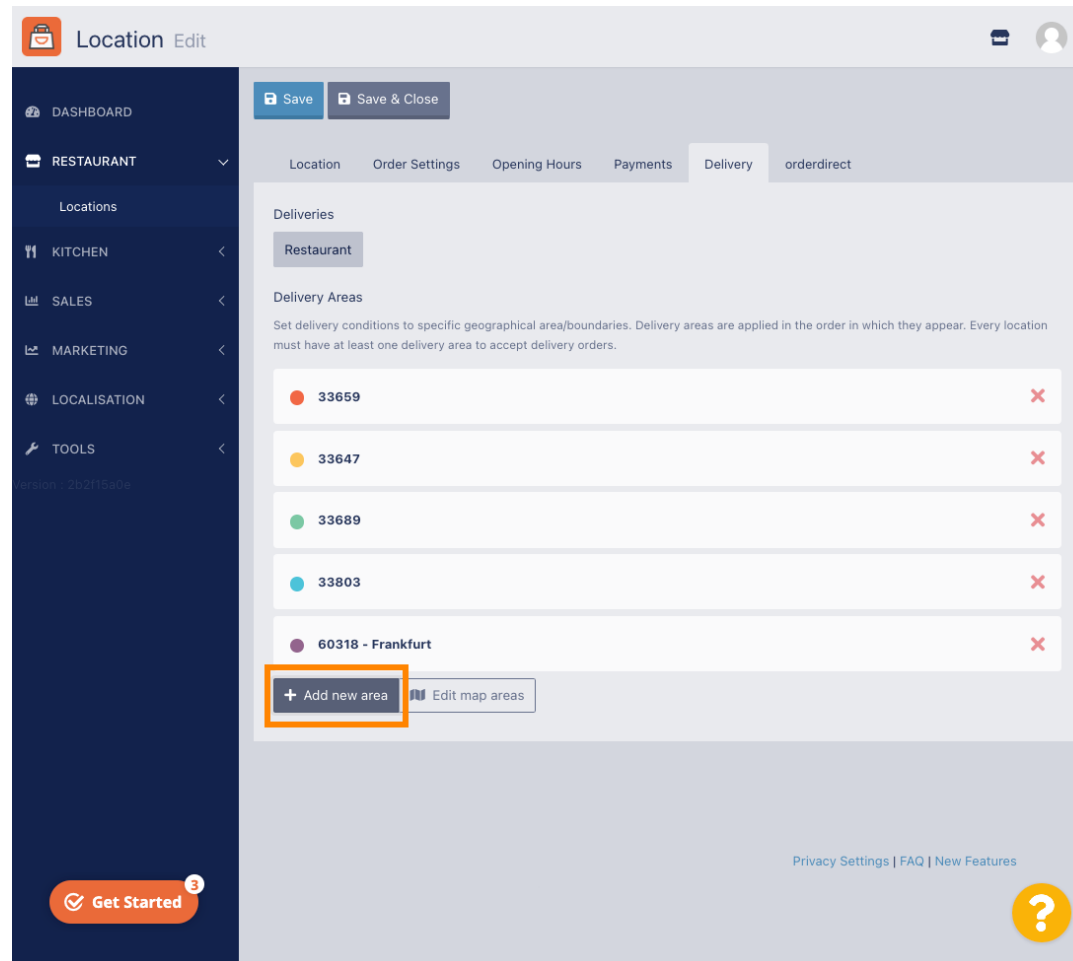 Location Edit
DASHBOARD
RESTAURANT
Locations
KITCHEN
SALES
MARKETING
LOCALISATION
TOOLS
Version : 2b2f15a0e
Save
Save & Close
Location
Order Settings
Opening Hours
Payments
Delivery
orderdirect
Deliveries
Restaurant
Delivery Areas
Set delivery conditions to specific geographical area/boundaries. Delivery areas are applied in the order in which they appear. Every location
must have at least one delivery area to accept delivery orders.
33659
33647
33689
33803
60318 - Frankfurt
+ Add new area
Edit map areas
Privacy Settings | FAQ | New Features
Get Started
3
?